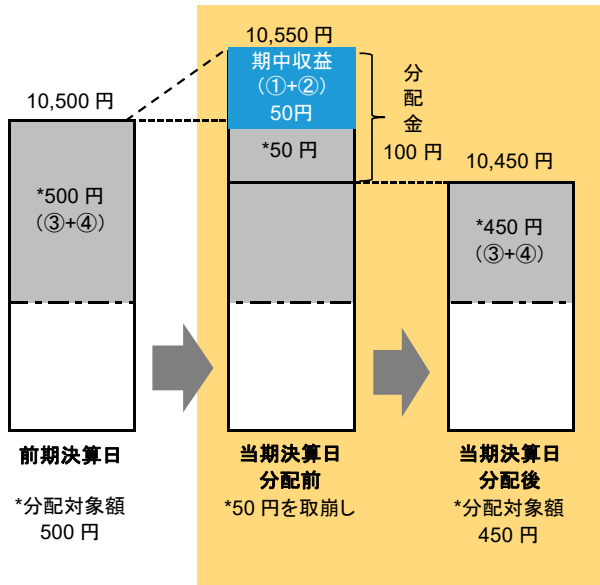 10,550 円
期中収益
(①+②)
50円
分
配
金
100 円
10,500 円
*50 円
10,450 円
*500 円
(③+④)
*450 円
(③+④)
前期決算日
*分配対象額
500 円
当期決算日
分配前
*50 円を取崩し
当期決算日
分配後
*分配対象額
450 円